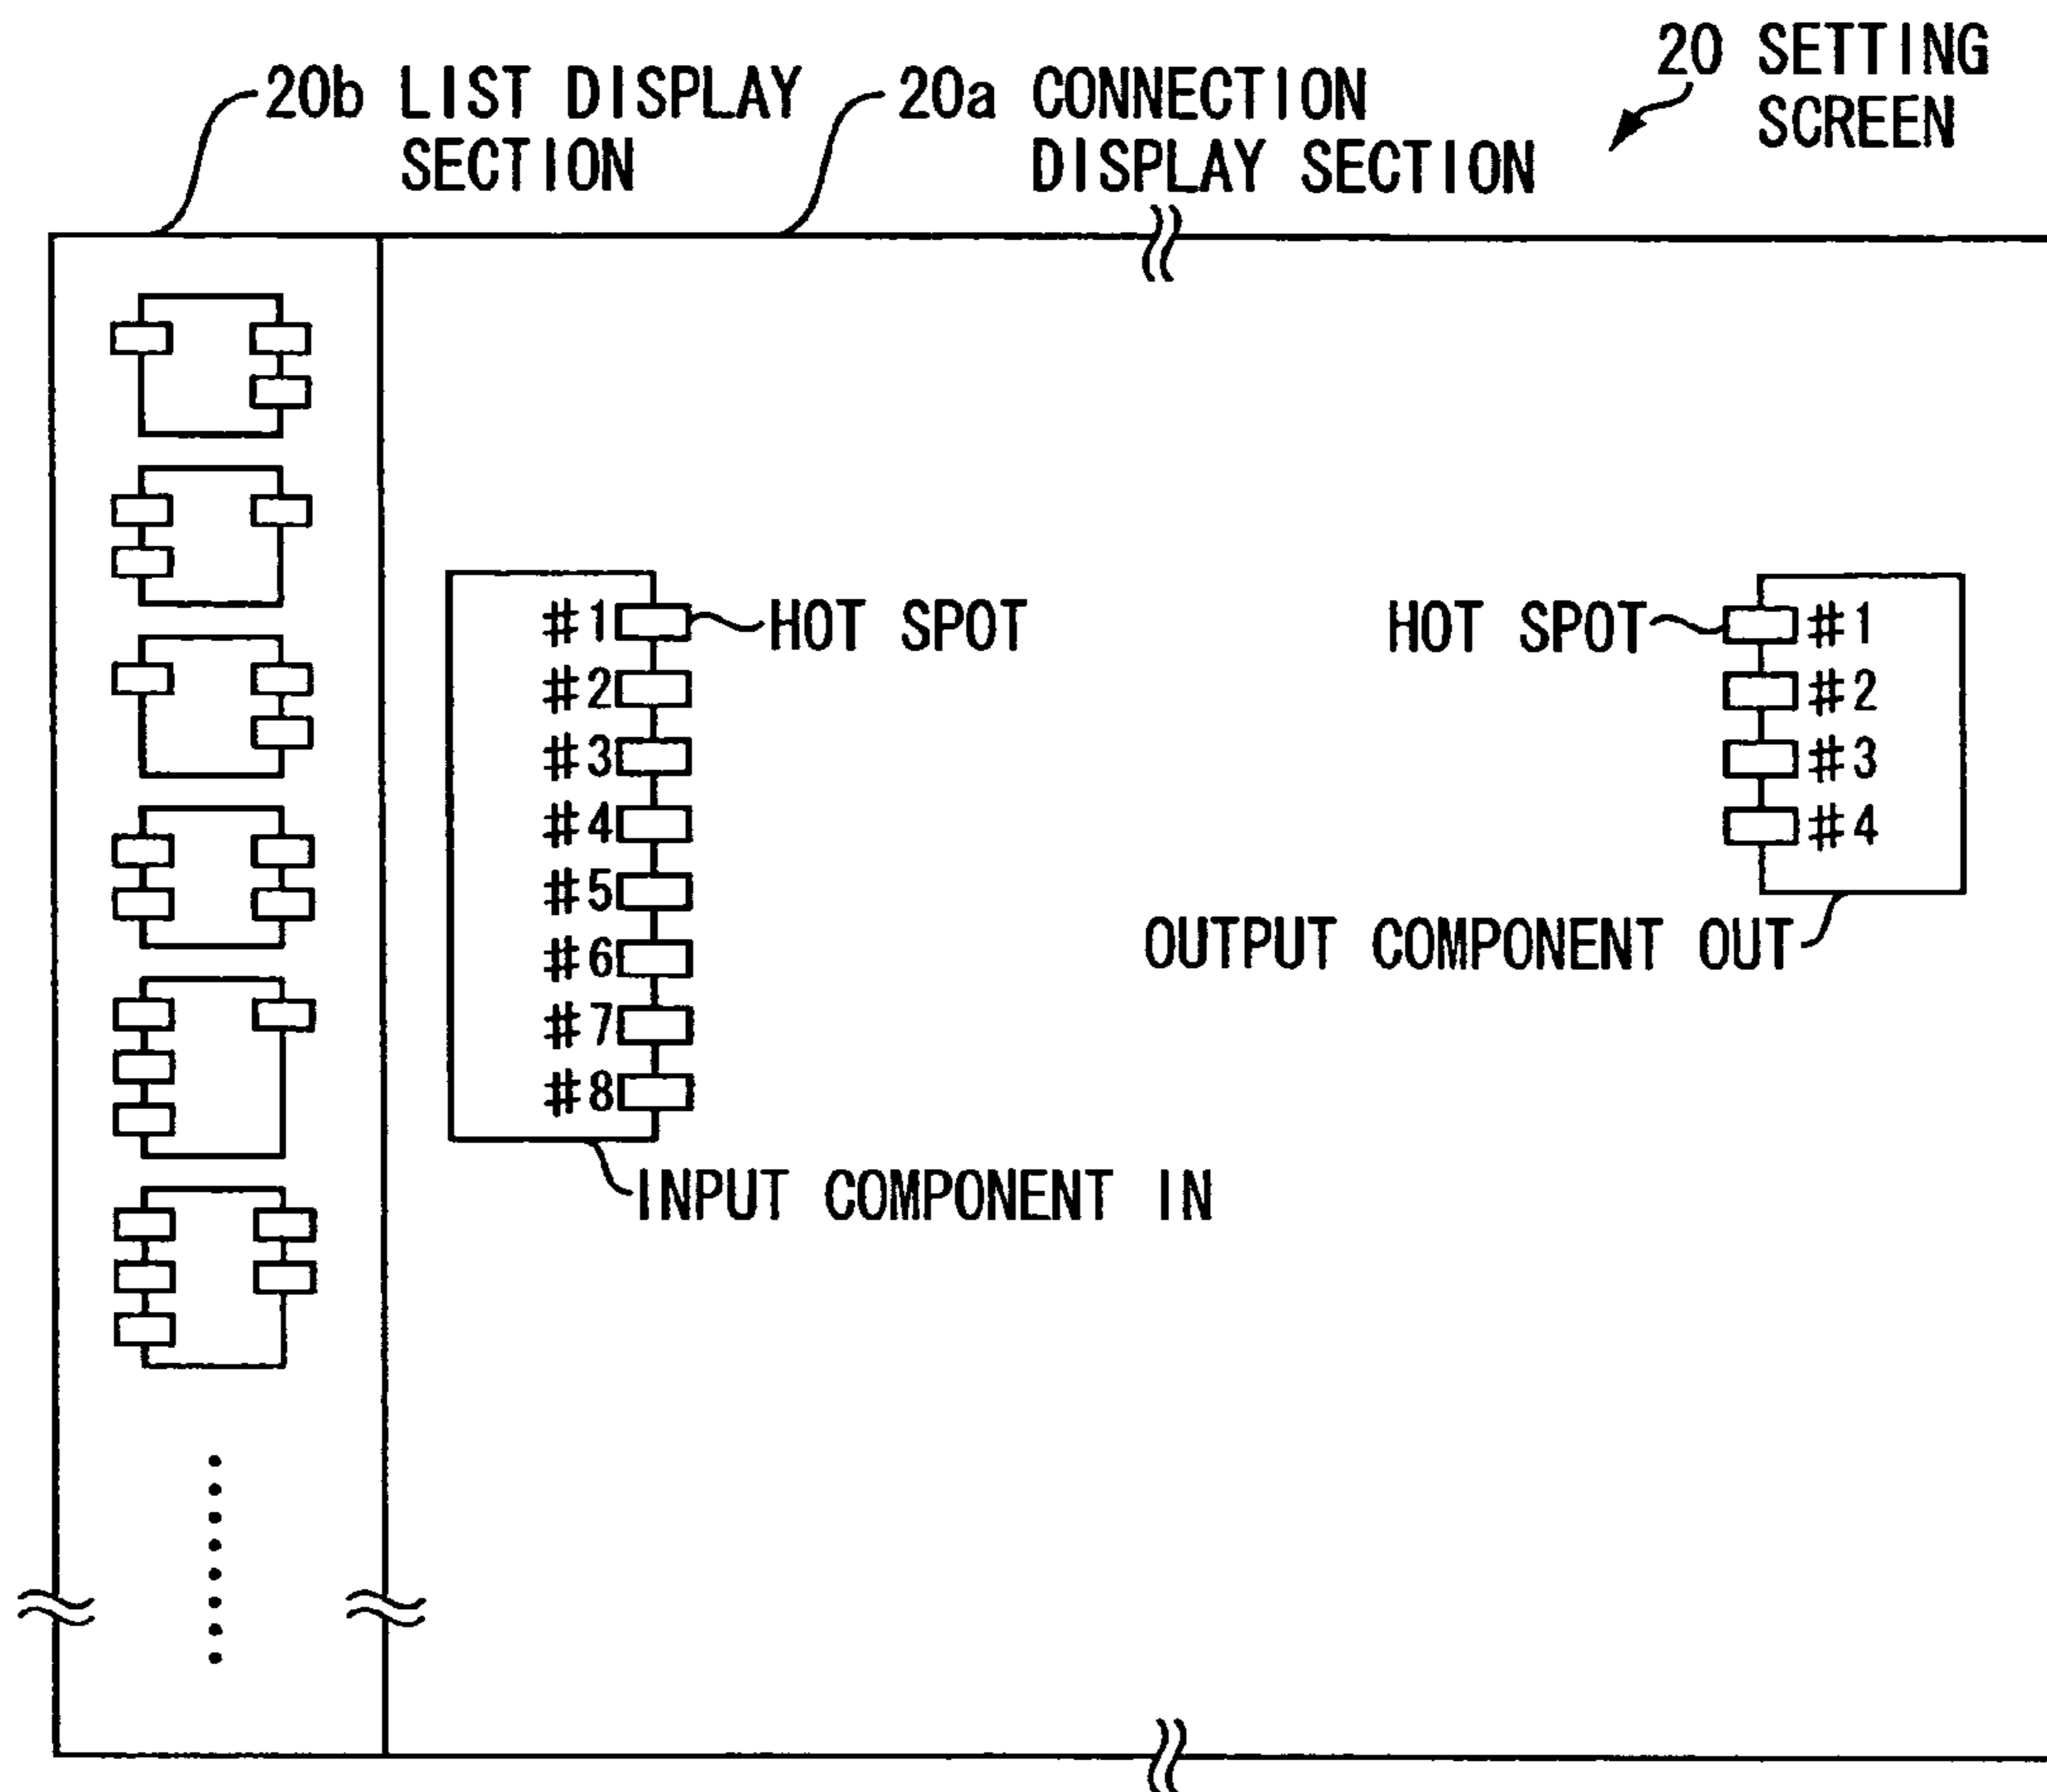 20 SETTING
SCREEN
20b LIST DISPLAY
SECTION
20a CONNECTION
DISPLAY SECTION
#1
HOT SPOT
#2
#3
#4
#5
#6
#7
#8
INPUT COMPONENT IN
HOT SPOT
#1
#2
#3
#4
OUTPUT COMPONENT OUT